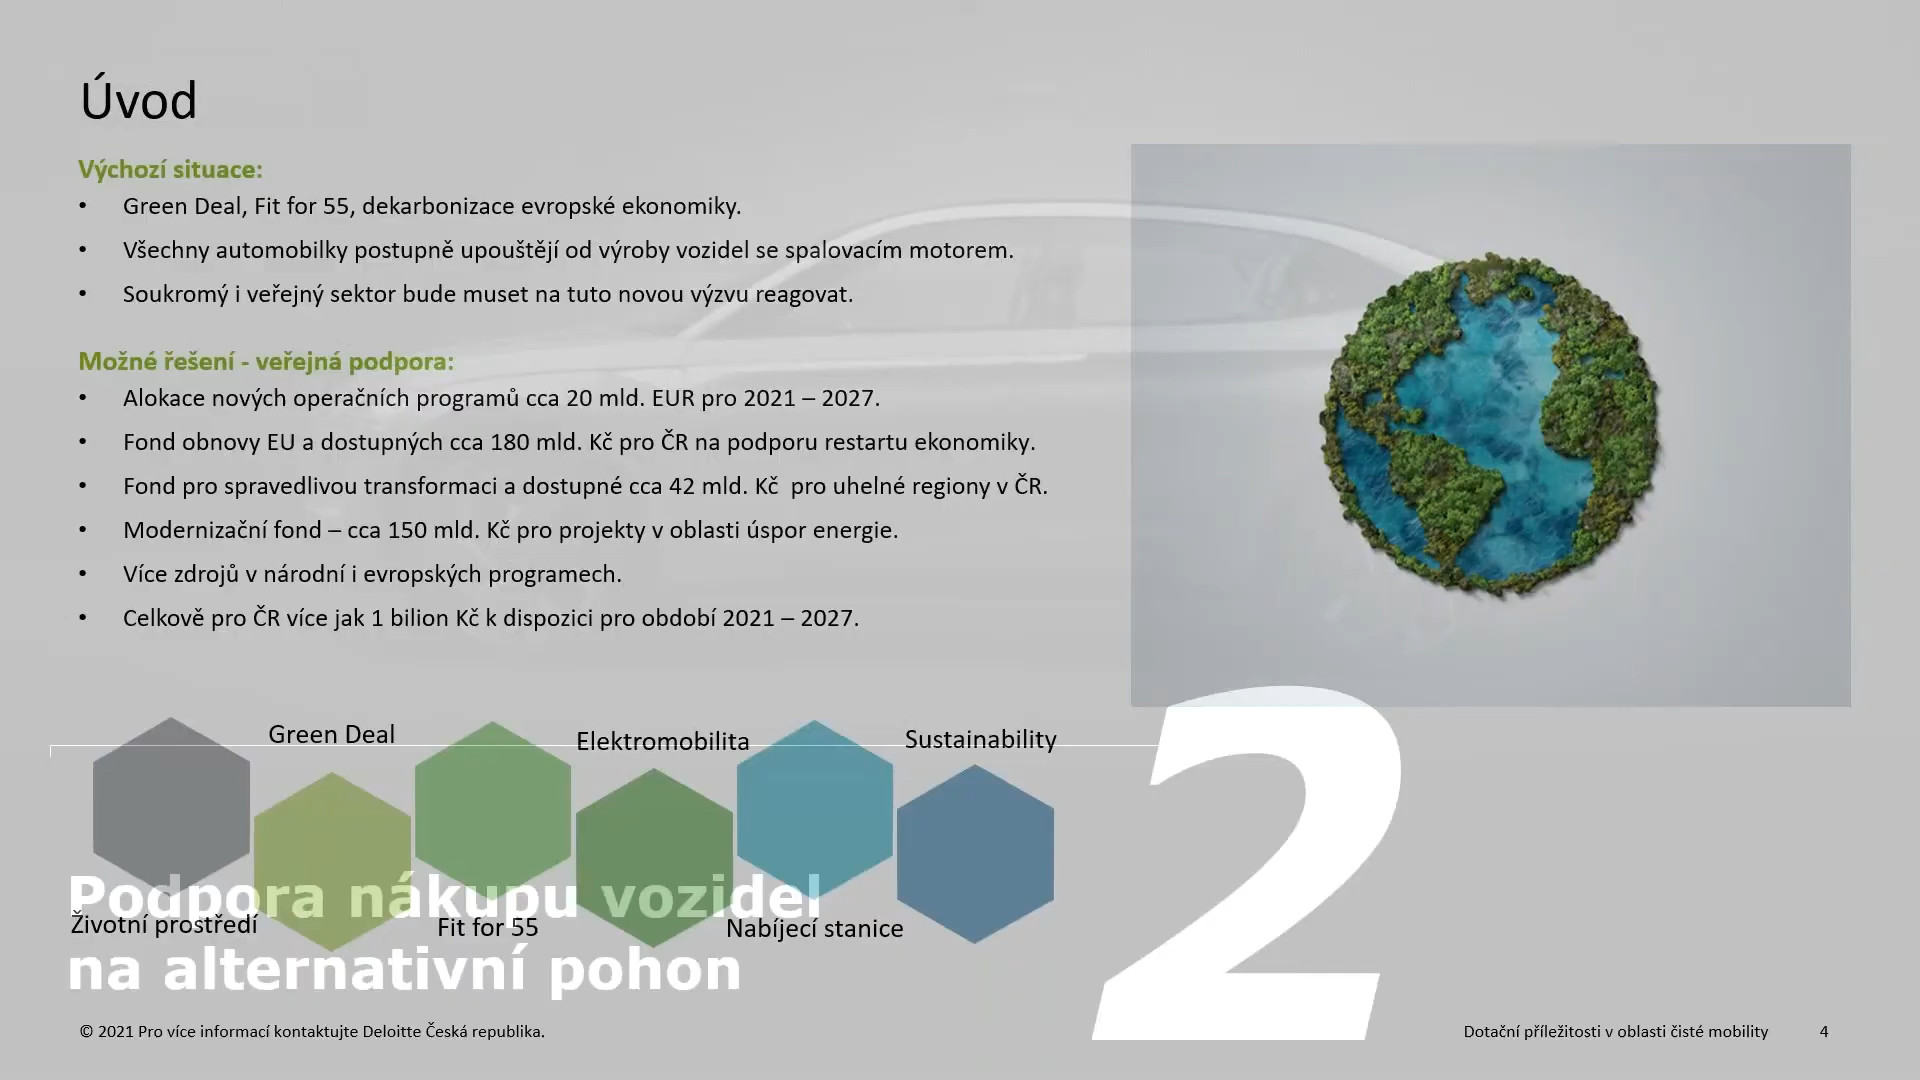 Úvod
Výchozí situace:
• Green Deal, Fit for 55, dekarbonizace evropské ekonomiky.
• Všechny automobilky postupně upouštějí od výroby vozidel se spalovacím motorem.
• Soukromý i veřejný sektor bude muset na tuto novou výzvu reagovat.
Možné řešení - veřejná podpora:
• Alokace nových operačních programů cca 20 mld. EUR pro 2021 – 2027.
• Fond obnovy EU a dostupných cca 180 mld. Kč pro ČR na podporu restartu ekonomiky.
• Fond pro spravedlivou transformaci a dostupné cca 42 mld. Kč  pro uhelné regiony v ČR.
• Modernizační fond – cca 150 mld. Kč pro projekty v oblasti úspor energie.
• Více zdrojů v národní i evropských programech.
• Celkově pro ČR více jak 1 bilion Kč k dispozici pro období 2021 – 2027.
Green Deal
Elektromobilita
Sustainability
Životní prostředí
Fit for 55
Nabíjecí stanice
2
Podpora nákupu vozidel
na alternativní pohon
© 2021 Pro více informací kontaktujte Deloitte Česká republika.
Dotační příležitosti v oblasti čisté mobility
4